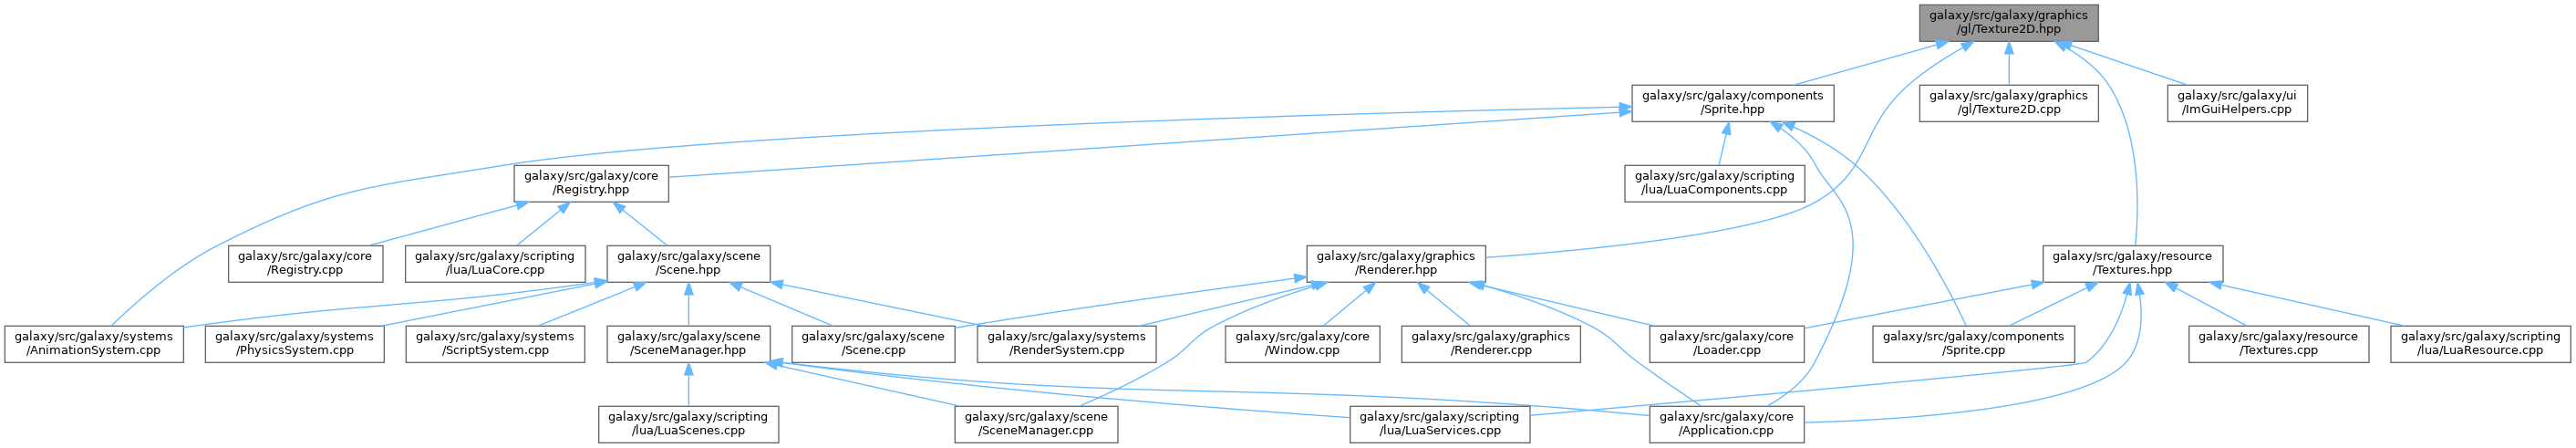 galaxy/src/galaxy/graphics
/gl/Texture2D.hpp
galaxy/src/galaxy/components
/Sprite.hpp
galaxy/src/galaxy/graphics
/gl/Texture2D.cpp
galaxy/src/galaxy/ui
/ImGuiHelpers.cpp
galaxy/src/galaxy/core
/Registry.hpp
galaxy/src/galaxy/scripting
/lua/LuaComponents.cpp
galaxy/src/galaxy/core
/Registry.cpp
galaxy/src/galaxy/scripting
/lua/LuaCore.cpp
galaxy/src/galaxy/scene
/Scene.hpp
galaxy/src/galaxy/graphics
/Renderer.hpp
galaxy/src/galaxy/resource
/Textures.hpp
galaxy/src/galaxy/systems
/AnimationSystem.cpp
galaxy/src/galaxy/systems
/PhysicsSystem.cpp
galaxy/src/galaxy/systems
/ScriptSystem.cpp
galaxy/src/galaxy/scene
/SceneManager.hpp
galaxy/src/galaxy/scene
/Scene.cpp
galaxy/src/galaxy/systems
/RenderSystem.cpp
galaxy/src/galaxy/core
/Window.cpp
galaxy/src/galaxy/graphics
/Renderer.cpp
galaxy/src/galaxy/core
/Loader.cpp
galaxy/src/galaxy/components
/Sprite.cpp
galaxy/src/galaxy/resource
/Textures.cpp
galaxy/src/galaxy/scripting
/lua/LuaResource.cpp
galaxy/src/galaxy/scripting
/lua/LuaScenes.cpp
galaxy/src/galaxy/scene
/SceneManager.cpp
galaxy/src/galaxy/scripting
/lua/LuaServices.cpp
galaxy/src/galaxy/core
/Application.cpp